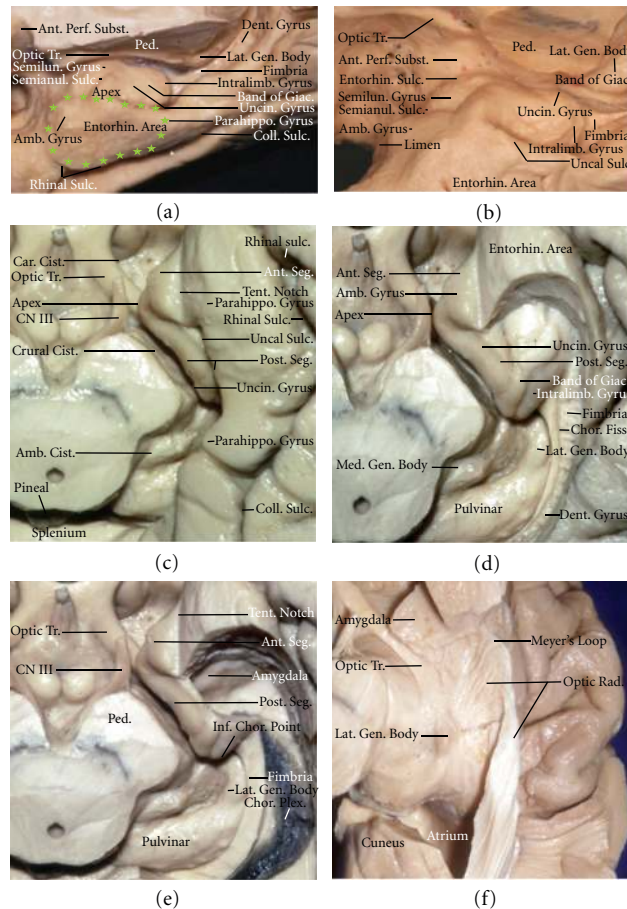 Ant. Perf. Subst.
Dent. Gyrus
Ped.
Optic Tr.
Lat. Gen. Body
Semilun. Gyrus
Fimbria
Semianul. Sulc.
Intralimb. Gyrus
Apex
Band of Giac.
Uncin. Gyrus
Entorhin. Area
Parahippo. Gyrus
Amb. Gyrus
Coll. Sulc.
Rhinal Sulc.
(a)
Optic Tr.
Ped.
Ant. Perf. Subst.
Lat. Gen. Body
Entorhin. Sulc.
Band of Giac.
Semilun. Gyrus
Uncin. Gyrus
Semianul. Sulc.
Amb. Gyrus
Fimbria
Limen
Intralimb. Gyrus
Uncal Sulc.
Entorhin. Area
(b)
Rhinal sulc.
Car. Cist.
Ant. Seg.
Optic Tr.
Tent. Notch
Apex
Parahippo. Gyrus
CN III
Rhinal Sulc.
Uncal Sulc.
Crural Cist.
Post. Seg.
Uncin. Gyrus
Parahippo. Gyrus
Amb. Cist.
Pineal
Coll. Sulc.
Splenium
(c)
Entorhin. Area
Ant. Seg.
Amb. Gyrus
Apex
Uncin. Gyrus
Post. Seg.
Band of Giac.
Intralimb. Gyrus
Fimbria
Chor. Fiss.
Lat. Gen. Body
Med. Gen. Body
Pulvinar
Dent. Gyrus
(d)
Tent. Notch
Optic Tr.
Ant. Seg.
CN III
Amygdala
Post. Seg.
Ped.
Inf. Chor. Point
Fimbria
Lat. Gen. Body
Chor. Plex.
Pulvinar
(e)
Amygdala
Meyer's Loop
Optic Tr.
Optic Rad.
Lat. Gen. Body
Atrium
Cuneus
(f)